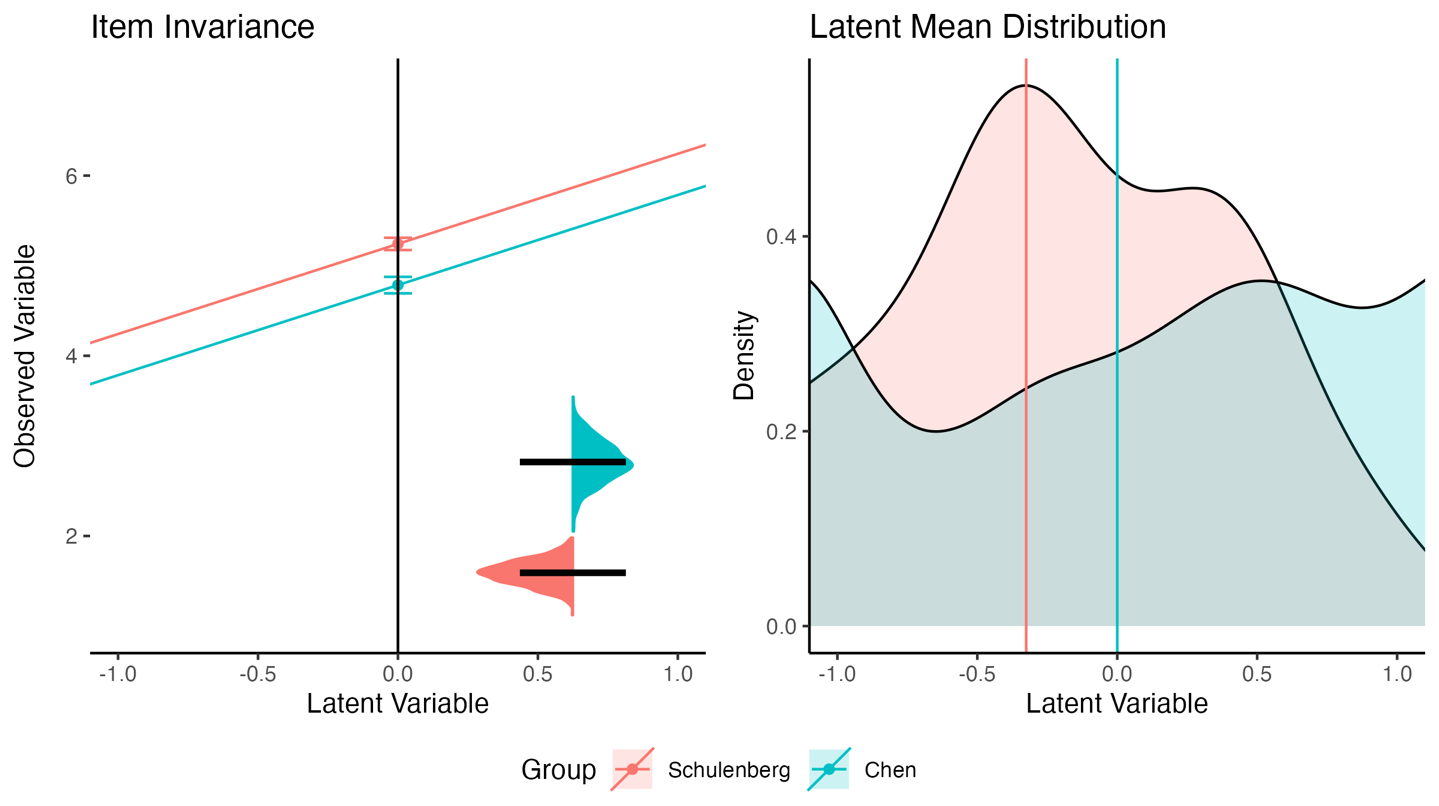 Item Invariance
Observed Variable
6
4
2
-1.0 -0.5 0.0 0.5 1.0
Latent Variable
Latent Mean Distribution
Density
0.4
0.2
0.0
-1.0 -0.5 0.0 0.5 1.0
Latent Variable
Group Schulenberg Chen